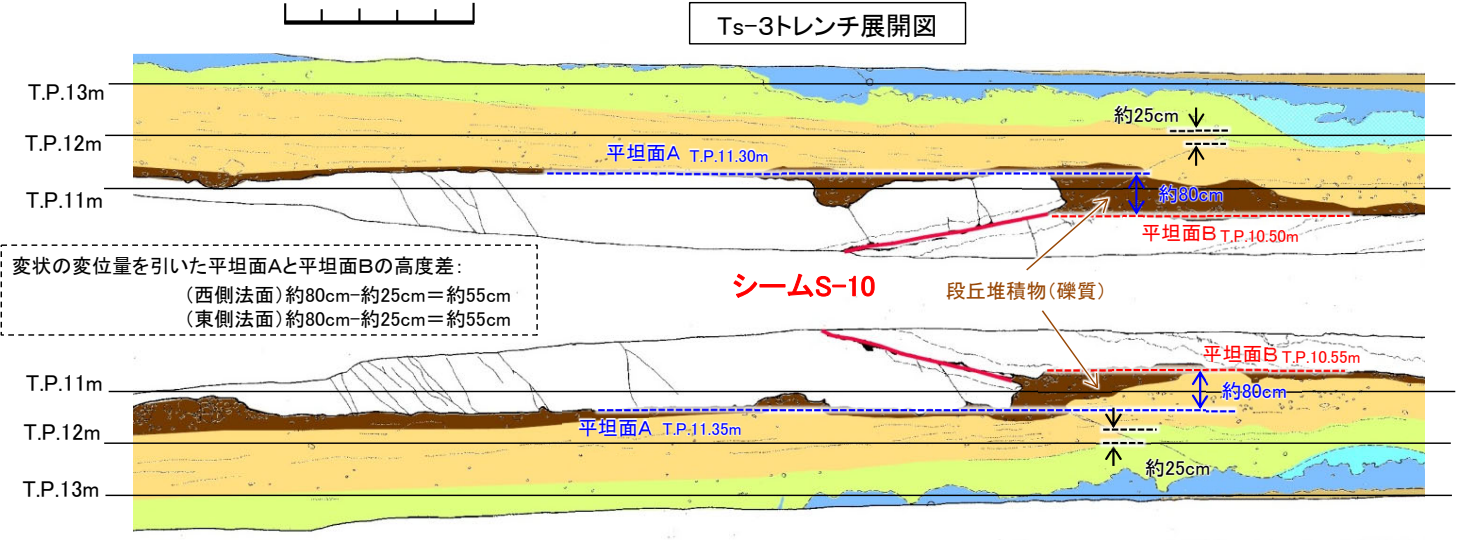 Ts-3トレンチ展開図
T.P.13m
約25cm
T.P.12m
平坦面A T.P.11.30m
T.P.11m
約80cm
平坦面B T.P.10.50m
変状の変位量を引いた平坦面Aと平坦面Bの高度差:
(西側法面)約80cm-約25cm=約55cm
(東側法面)約80cm-約25cm=約55cm
シームS-10
段丘堆積物(礫質)
平坦面B T.P.10.55m
T.P.11m
約80cm
平坦面A T.P.11.35m
T.P.12m
約25cm
T.P.13m